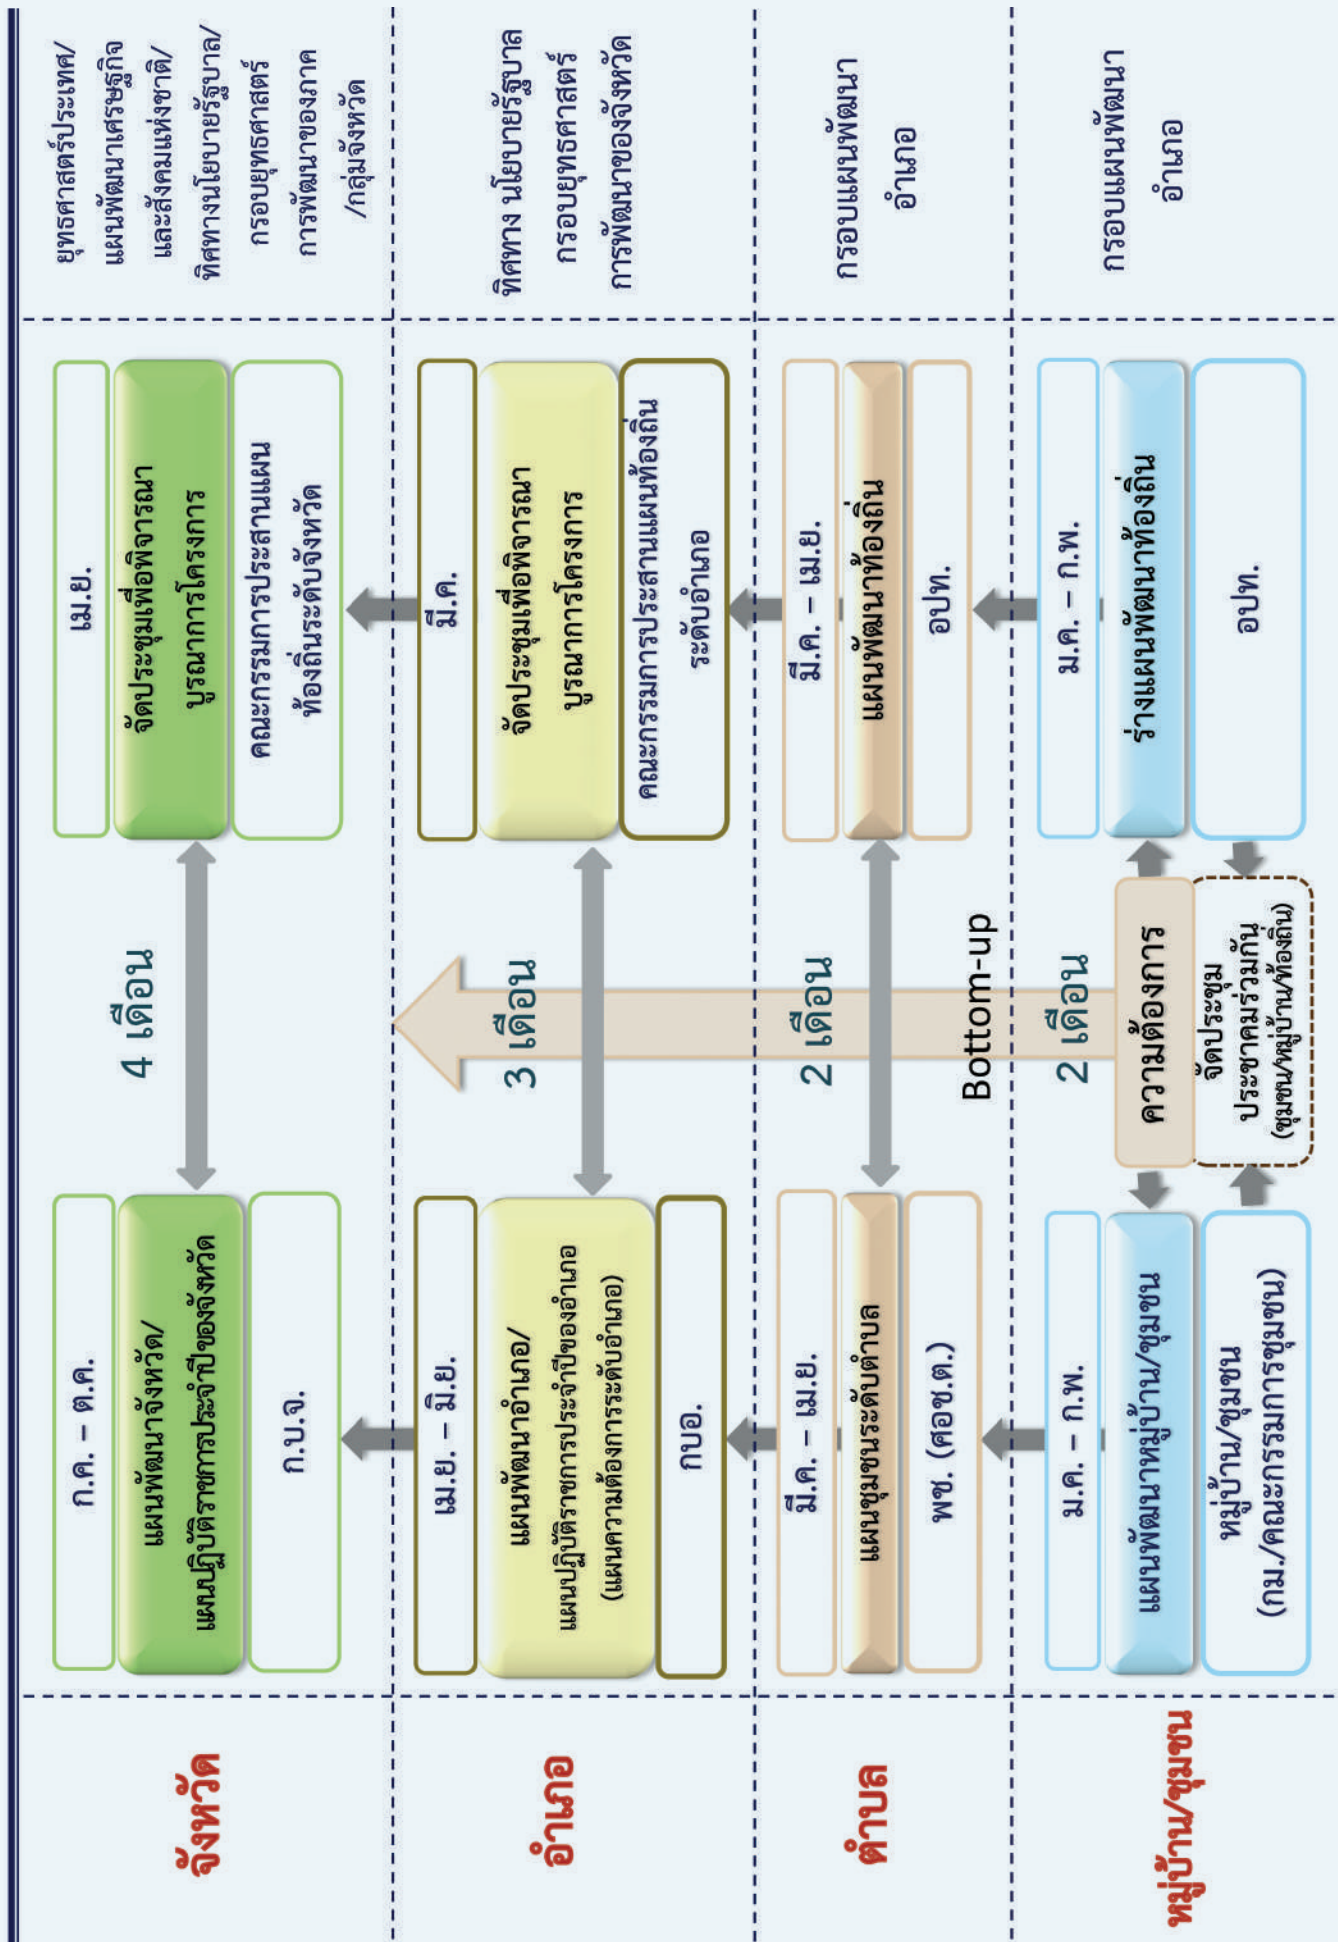 จังหวัด
ก.ค. – ต.ค.
แผนพัฒนาจังหวัด/
แผนปฏิบัติราชการประจำปีของจังหวัด
ก.บ.จ.
4 เดือน
เม.ย.
จัดประชุมเพื่อพิจารณา
บูรณาการโครงการ
คณะกรรมการประสานแผน
ท้องถิ่นระดับจังหวัด
ยุทธศาสตร์ประเทศ/
แผนพัฒนาเศรษฐกิจ
และสังคมแห่งชาติ/
ทิศทางนโยบายรัฐบาล/
กรอบยุทธศาสตร์
การพัฒนาของภาค
/กลุ่มจังหวัด
อำเภอ
เม.ย. – มิ.ย.
แผนพัฒนาอำเภอ/
แผนปฏิบัติราชการประจำปีของอำเภอ
(แผนความต้องการระดับอำเภอ)
กบอ.
3 เดือน
มี.ค.
จัดประชุมเพื่อพิจารณา
บูรณาการโครงการ
คณะกรรมการประสานแผนท้องถิ่น
ระดับอำเภอ
ทิศทาง นโยบายรัฐบาล
กรอบยุทธศาสตร์
การพัฒนาของจังหวัด
ตำบล
มี.ค. – เม.ย.
แผนชุมชนระดับตำบล
พช. (ศอช.ต.)
2 เดือน
Bottom-up
มี.ค. – เม.ย.
แผนพัฒนาท้องถิ่น
อปท.
กรอบแผนพัฒนา
อำเภอ
หมู่บ้าน/ชุมชน
ม.ค. – ก.พ.
แผนพัฒนาหมู่บ้าน/ชุมชน
หมู่บ้าน/ชุมชน
(กม./คณะกรรมการชุมชน)
2 เดือน
ความต้องการ
จัดประชุม
ประชาคมร่วมกัน
(ชุมชน/หมู่บ้าน/ท้องถิ่น)
ม.ค. – ก.พ.
ร่างแผนพัฒนาท้องถิ่น
อปท.
กรอบแผนพัฒนา
อำเภอ